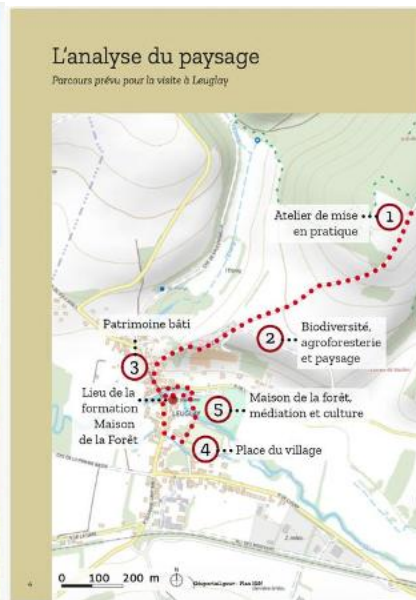 L'analyse du paysage
Parcours prévu pour la visite à Leuglay
1
Atelier de mise
en pratique
2
Biodiversité,
agroforesterie
et paysage
Patrimoine bâti
3
Lieu de la
formation
Maison
de la Forêt
LEUGLAY
5
Maison de la forêt,
médiation et culture
4
Place du village
0 100 200 m
N